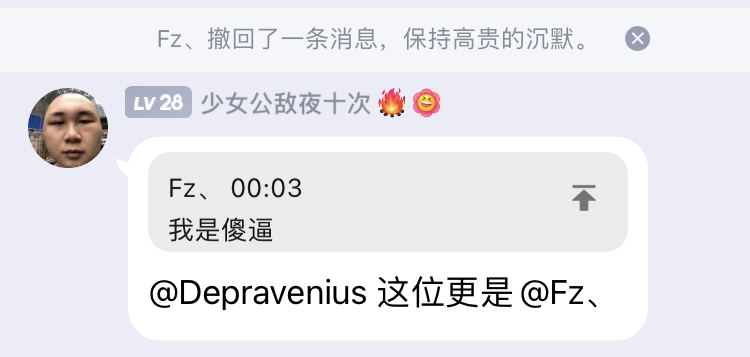 Fz、撤回了一条消息，保持高贵的沉默。
LV 28 少女公敌夜十次
Fz、 00:03
我是傻逼
@Depravenius 这位更是 @Fz、